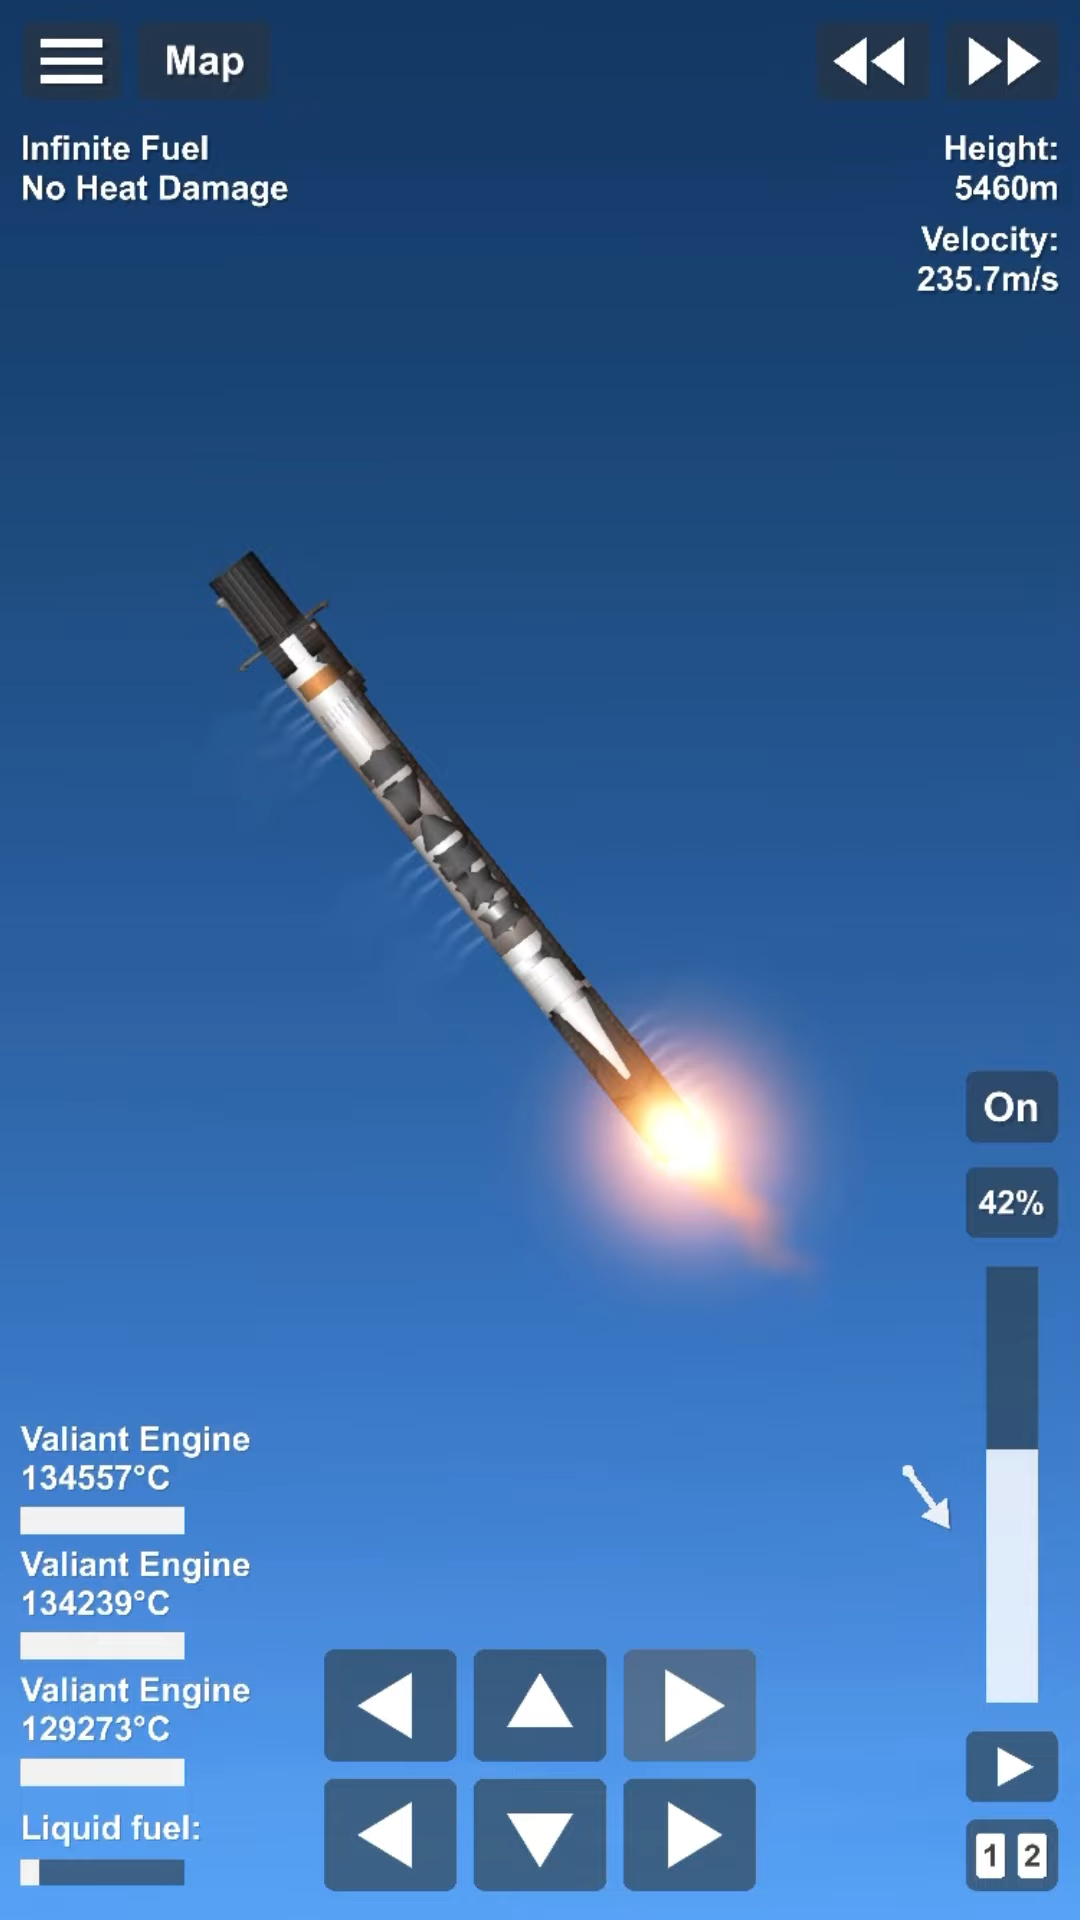 Map
Infinite Fuel
No Heat Damage
Height:
5460m
Velocity:
235.7m/s
On
42%
Valiant Engine
134557°C
Valiant Engine
134239°C
Valiant Engine
129273°C
Liquid fuel:
1 2